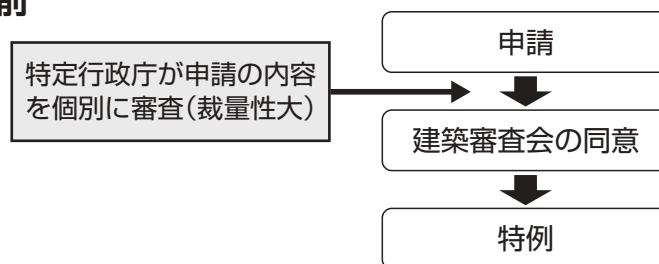 前
申請
特定行政庁が申請の内容
を個別に審査（裁量性大）
建築審査会の同意
特例